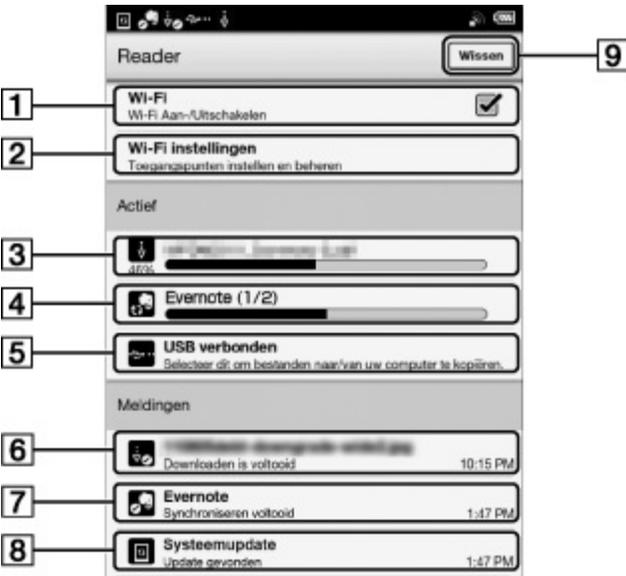 Reader
Wissen
9
1
Wi-Fi
Wi-Fi Aan-/Uitschakelen
2
Wi-Fi instellingen
Toegangspunten instellen en beheren
Actief
3
46%
4
Evernote (1/2)
5
USB verbonden
Selecteer dit om bestanden naar/van uw computer te kopiëren.
Meldingen
6
Downloaden is voltooid
10:15 PM
7
Evernote
Synchroniseren voltooid
1:47 PM
8
Systeemupdate
Update gevonden
1:47 PM